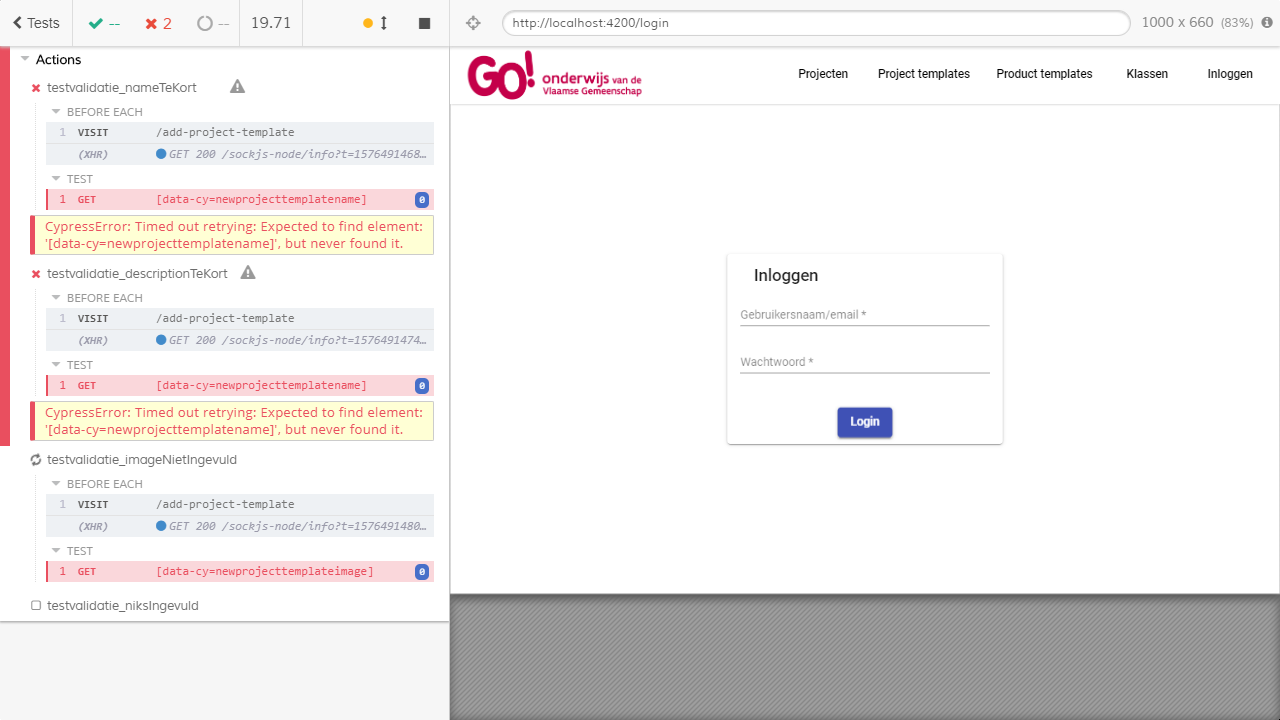 Tests
--
2
--
19.71
http://localhost:4200/login
1000 x 660 (83%)
Actions
testvalidatie_nameTeKort
BEFORE EACH
1 VISIT /add-project-template
(XHR) GET 200 /sockjs-node/info?t=1576491468…
TEST
1 GET [data-cy=newprojecttemplatename] 0
CypressError: Timed out retrying: Expected to find element:
'[data-cy=newprojecttemplatename]', but never found it.
testvalidatie_descriptionTeKort
BEFORE EACH
1 VISIT /add-project-template
(XHR) GET 200 /sockjs-node/info?t=1576491474…
TEST
1 GET [data-cy=newprojecttemplatename] 0
CypressError: Timed out retrying: Expected to find element:
'[data-cy=newprojecttemplatename]', but never found it.
testvalidatie_imageNietIngevuld
BEFORE EACH
1 VISIT /add-project-template
(XHR) GET 200 /sockjs-node/info?t=1576491480…
TEST
1 GET [data-cy=newprojecttemplateimage] 0
testvalidatie_niksIngevuld
GO! onderwijs van de
Vlaamse Gemeenschap
Projecten Project templates Product templates Klassen Inloggen
Inloggen
Gebruikersnaam/email *
Wachtwoord *
Login